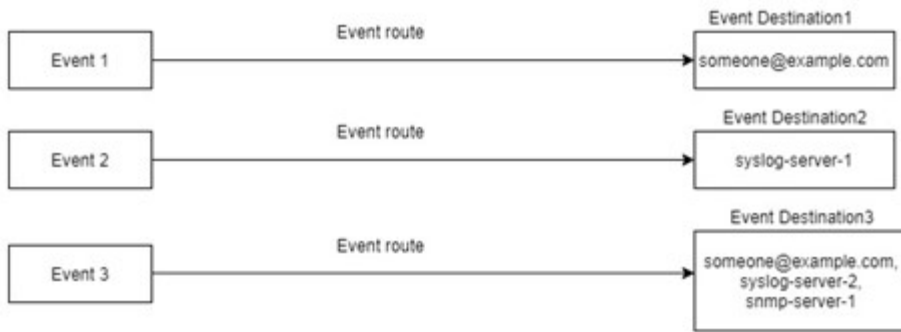 Event Destination1
Event route
Event 1
someone@example.com
Event Destination2
Event route
Event 2
syslog-server-1
Event Destination3
Event route
Event 3
someone@example.com,
syslog-server-2,
snmp-server-1